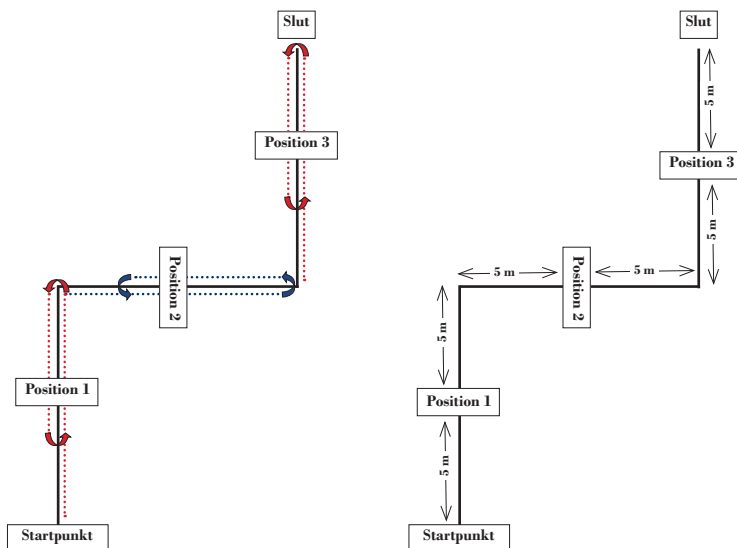 Slut
Position 3
Position 2
Position 1
Startpunkt
Slut
5 m
Position 3
5 m
5 m
Position 2
5 m
5 m
Position 1
5 m
Startpunkt